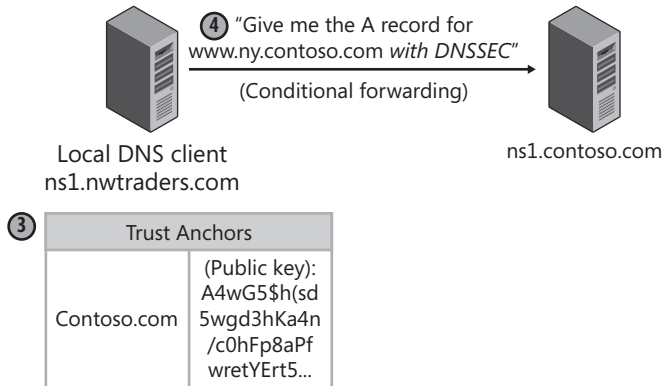 4 "Give me the A record for
www.ny.contoso.com with DNSSEC"
(Conditional forwarding)
Local DNS client
ns1.nwtraders.com
ns1.contoso.com
3
Trust Anchors
Contoso.com
(Public key):
A4wG5$h(sd
5wgd3hKa4n
/c0hFp8aPf
wretYErt5...